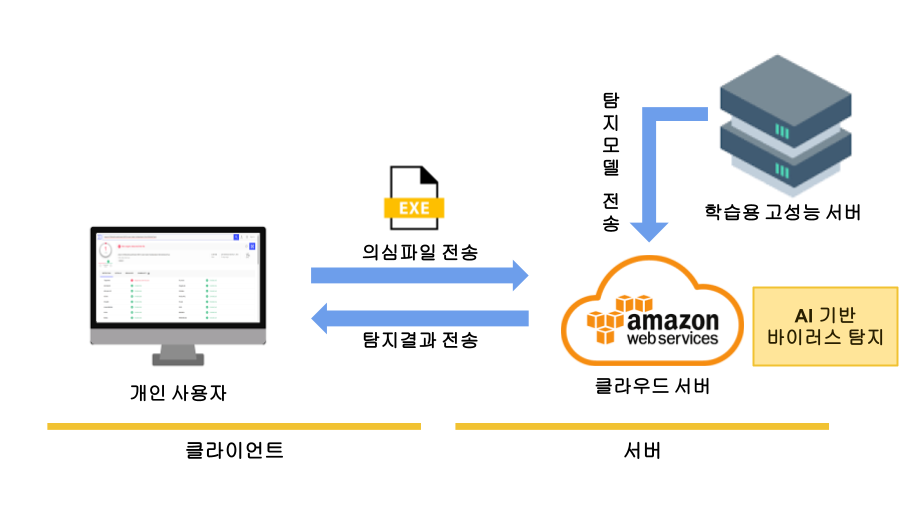 탐지모델 전송
학습용 고성능 서버
EXE
의심파일 전송
amazon
web services
AI 기반
바이러스 탐지
탐지결과 전송
개인 사용자
클라우드 서버
클라이언트
서버